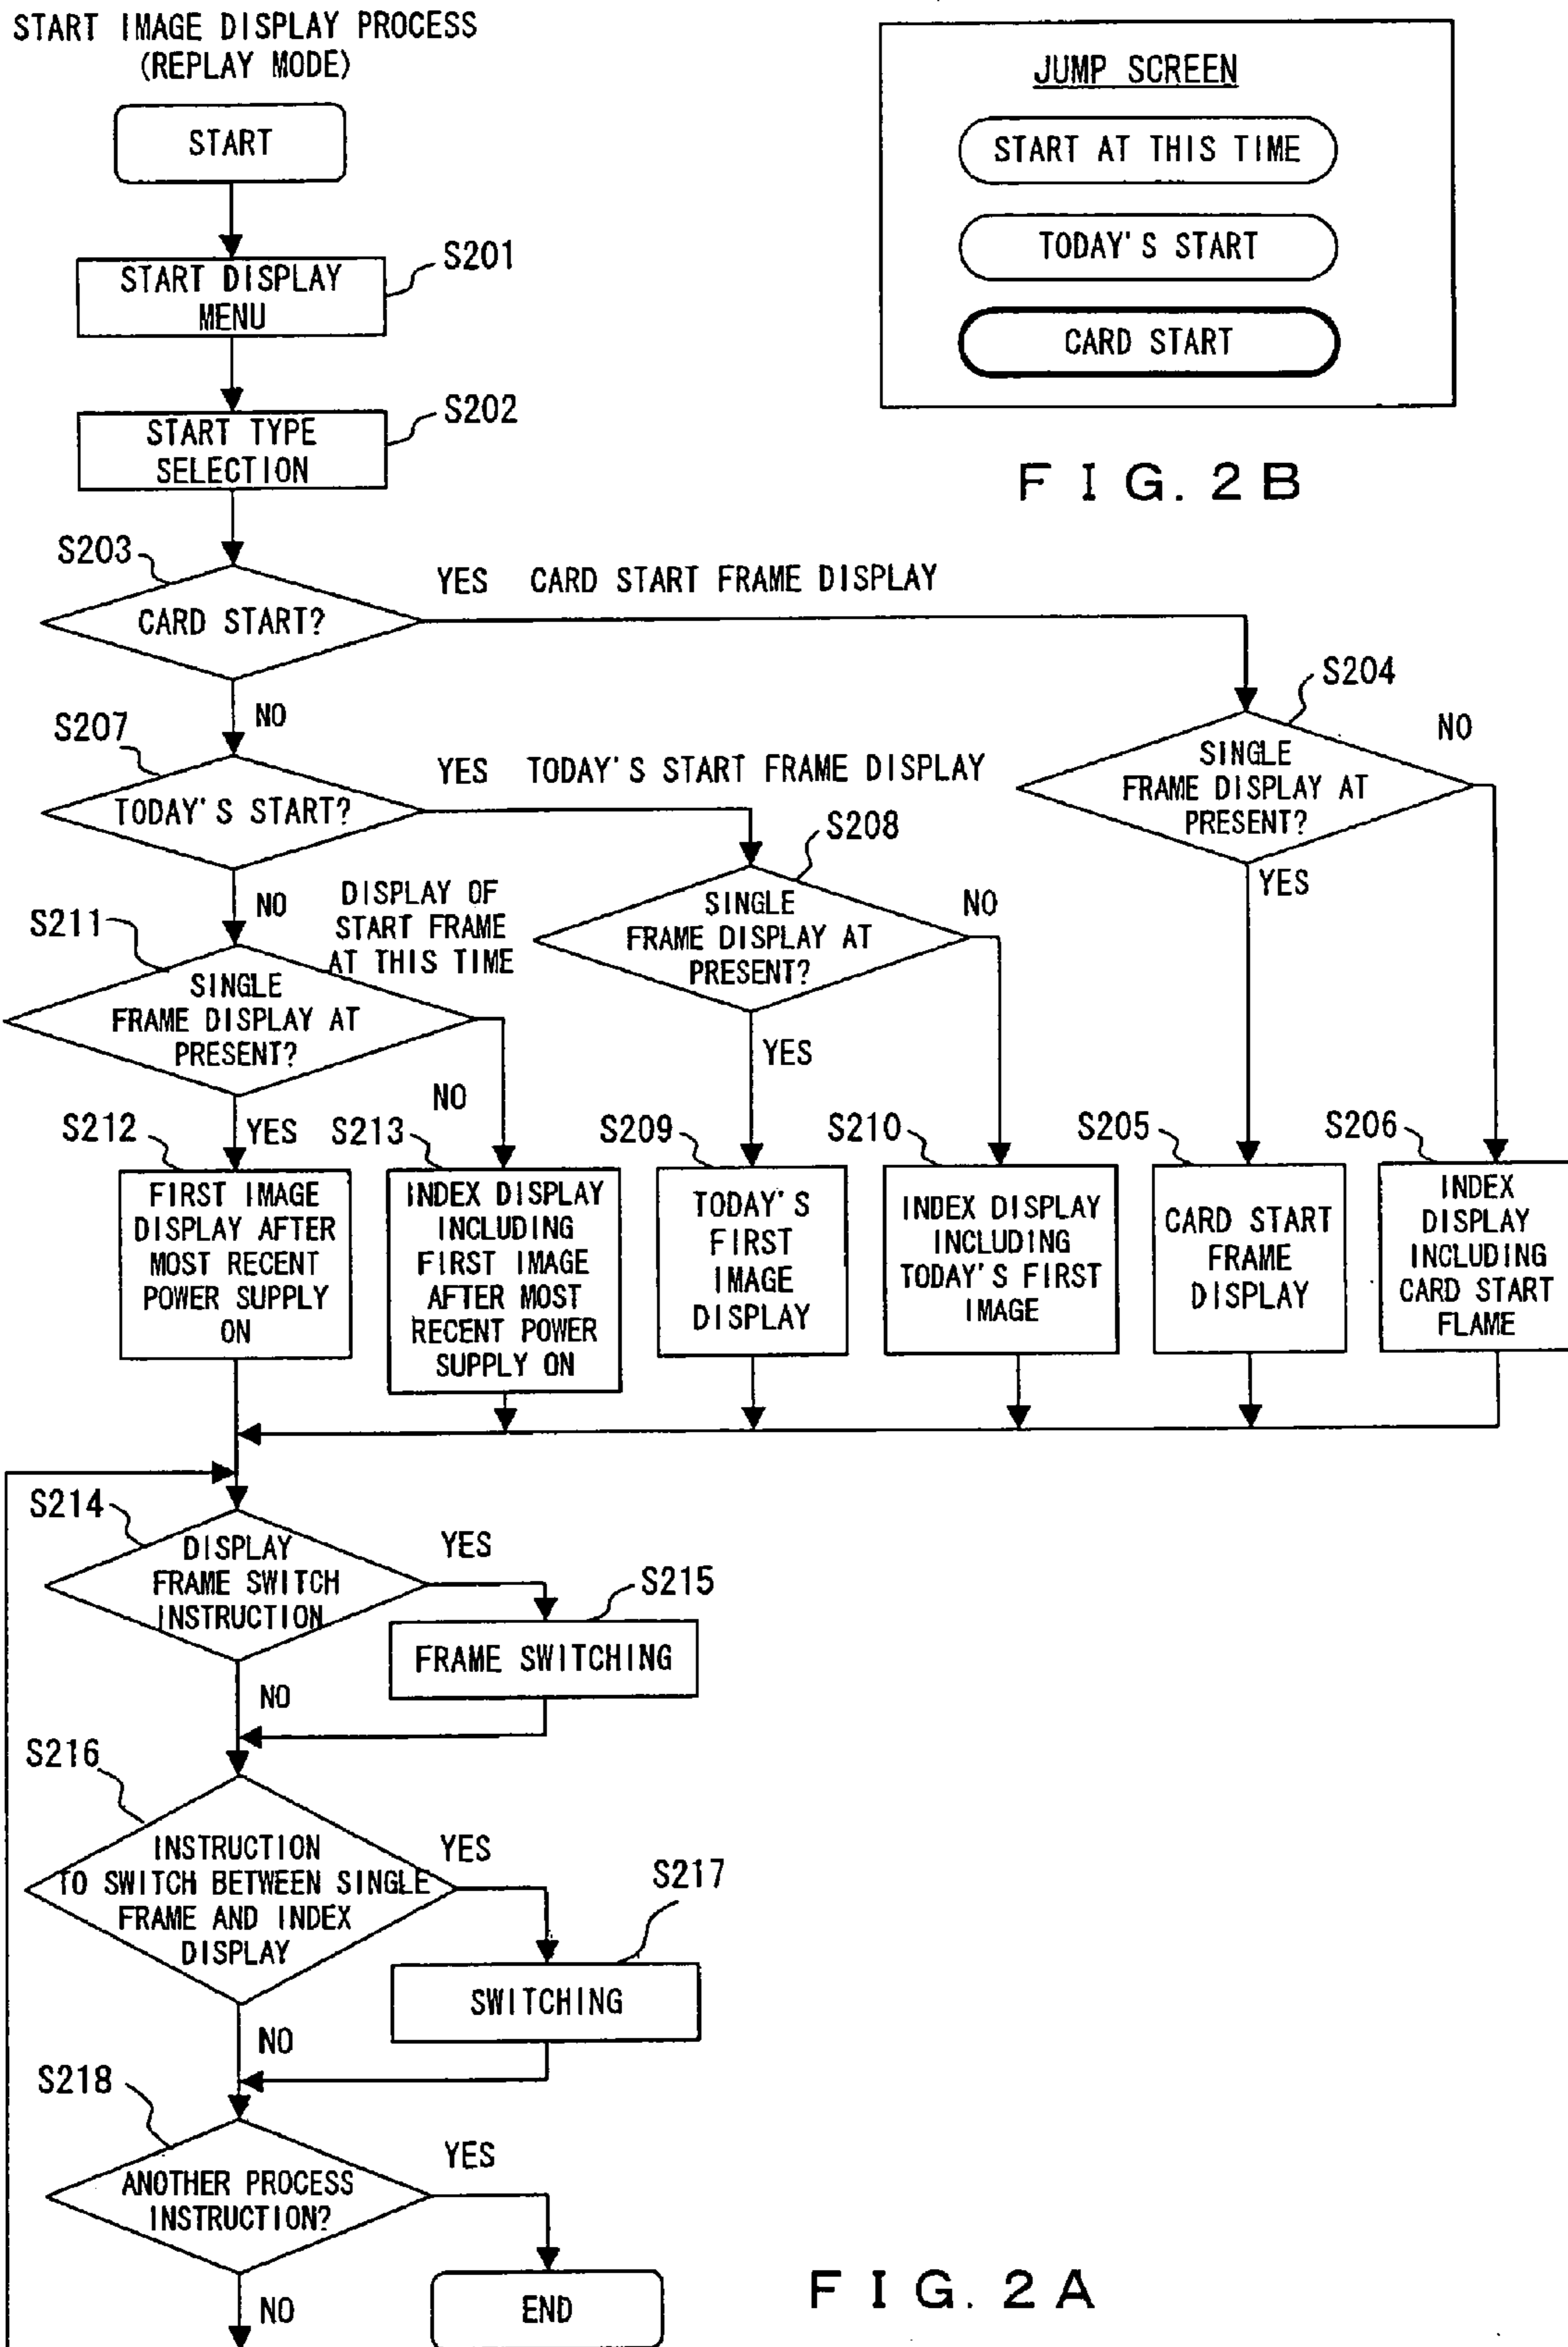 START IMAGE DISPLAY PROCESS
(REPLAY MODE)
START
S201
START DISPLAY
MENU
S202
START TYPE
SELECTION
JUMP SCREEN
START AT THIS TIME
TODAY'S START
CARD START
FIG. 2B
S203
CARD START?
YES CARD START FRAME DISPLAY
NO
S204
SINGLE
FRAME DISPLAY AT
PRESENT?
NO
YES
S207
TODAY'S START?
YES TODAY'S START FRAME DISPLAY
NO
S208
SINGLE
FRAME DISPLAY AT
PRESENT?
NO
YES
DISPLAY OF
START FRAME
AT THIS TIME
S211
SINGLE
FRAME DISPLAY AT
PRESENT?
NO
YES
S212
FIRST IMAGE
DISPLAY AFTER
MOST RECENT
POWER SUPPLY
ON
S213
INDEX DISPLAY
INCLUDING
FIRST IMAGE
AFTER MOST
RECENT POWER
SUPPLY ON
S209
TODAY'S
FIRST
IMAGE
DISPLAY
S210
INDEX DISPLAY
INCLUDING
TODAY'S FIRST
IMAGE
S205
CARD START
FRAME
DISPLAY
S206
INDEX
DISPLAY
INCLUDING
CARD START
FLAME
S214
DISPLAY
FRAME SWITCH
INSTRUCTION
YES
NO
S215
FRAME SWITCHING
S216
INSTRUCTION
TO SWITCH BETWEEN SINGLE
FRAME AND INDEX
DISPLAY
YES
NO
S217
SWITCHING
S218
ANOTHER PROCESS
INSTRUCTION?
YES
NO
END
FIG. 2A